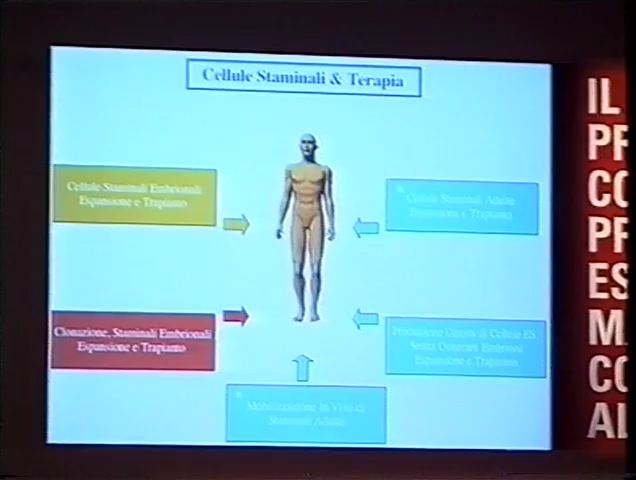 Cellule Staminali & Terapia
Cellule Staminali Embrionali
Espansione e Trapianto
* Cellule Staminali Adulte
Espansione e Trapianto
Clonazione, Staminali Embrionali
Espansione e Trapianto
Produzione Diretta di Cellule ES
Senza Generare Embrioni
Espansione e Trapianto
* Mobilizzazione in Vivo di
Staminali Adulte
IL
PR
CO
PR
ES
M
CO
AL